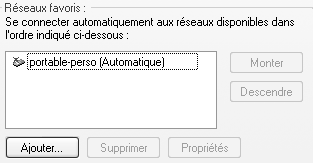 Réseaux favoris :
Se connecter automatiquement aux réseaux disponibles dans
l'ordre indiqué ci-dessous :
portable-perso (Automatique)
Monter
Descendre
Ajouter...
Supprimer
Propriétés